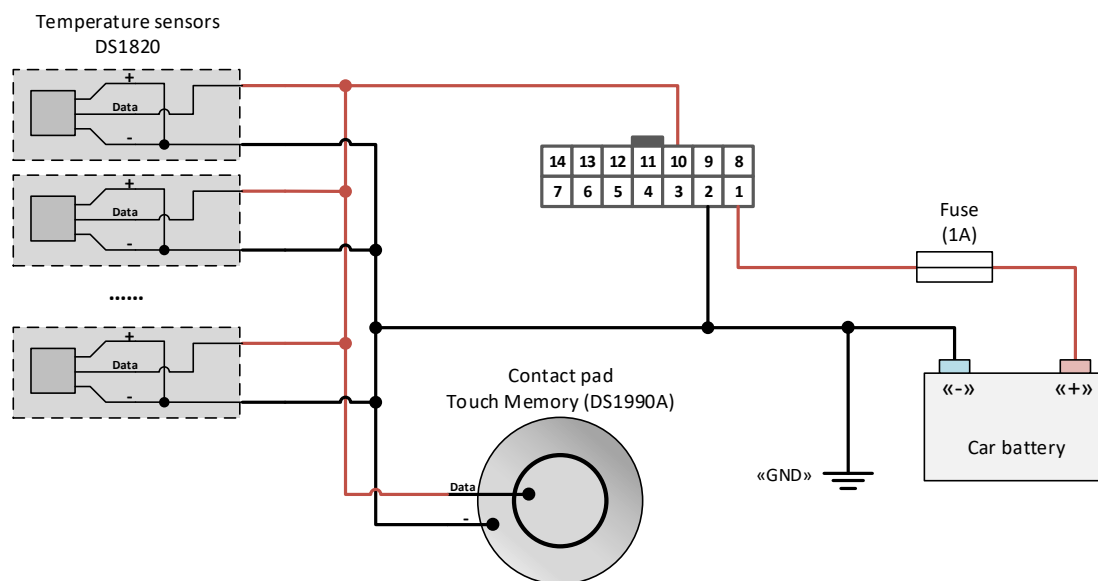 Temperature sensors
DS1820
+
Data
-
+
Data
-
......
+
Data
-
14 13 12 11 10 9 8
7 6 5 4 3 2 1
Fuse
(1A)
Contact pad
Touch Memory (DS1990A)
Data
-
«GND»
«-» «+»
Car battery